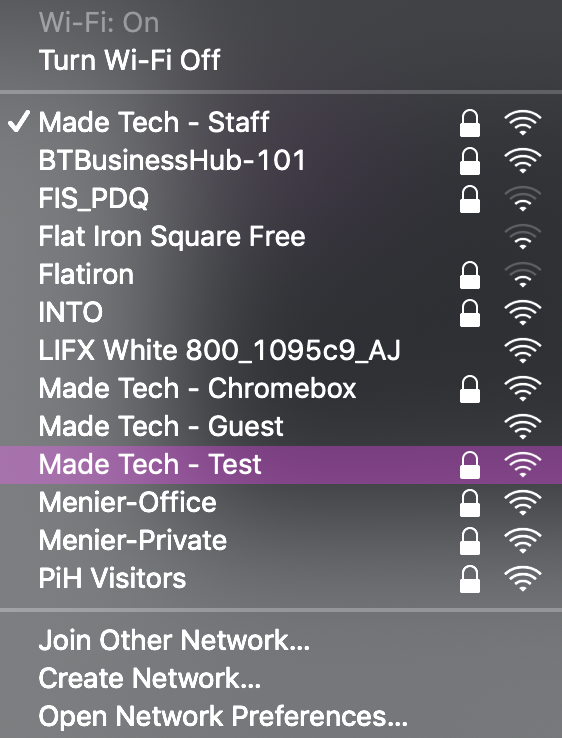 Wi-Fi: On
Turn Wi-Fi Off
Made Tech - Staff
BTBusinessHub-101
FIS_PDQ
Flat Iron Square Free
Flatiron
INTO
LIFX White 800_1095c9_AJ
Made Tech - Chromebox
Made Tech - Guest
Made Tech - Test
Menier-Office
Menier-Private
PiH Visitors
Join Other Network...
Create Network...
Open Network Preferences...